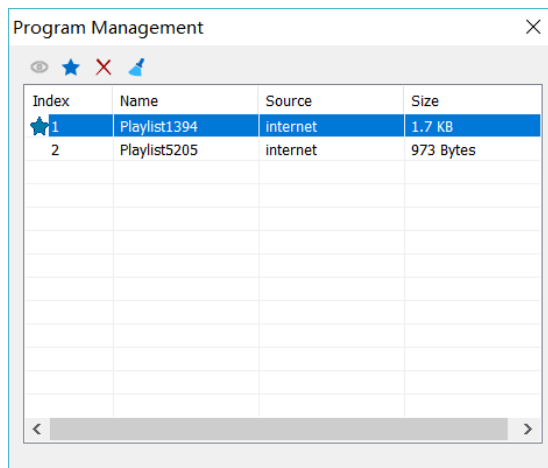 Program Management
Index Name Source Size
1 Playlist1394 internet 1.7 KB
2 Playlist5205 internet 973 Bytes